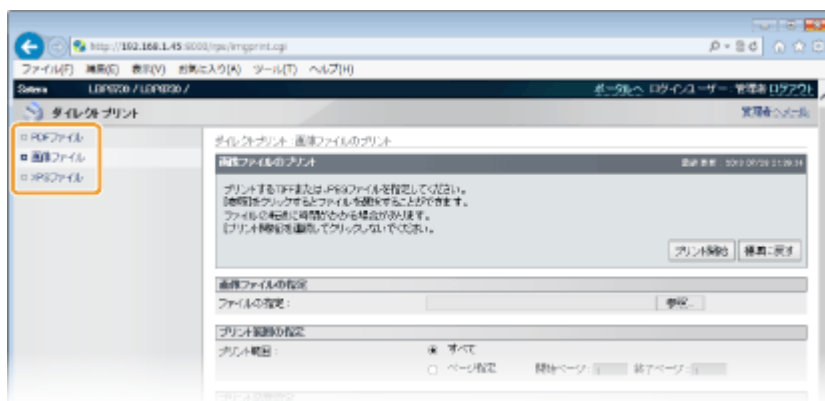 http://192.168.1.45:8000/rps/imgprint.cgi
ファイル(F) 編集(E) 表示(V) お気に入り(A) ツール(T) ヘルプ(H)
Satera LBP6720 / LBP6330 /
ポータルへ ログインユーザー: 管理者 ログアウト
ダイレクトプリント
管理者へメール
PDFファイル
画像ファイル
XPSファイル
ダイレクトプリント : 画像ファイルのプリント
画像ファイルのプリント
プリントするTIFFまたはJPEGファイルを指定してください。
[参照]をクリックするとファイルを閲覧することができます。
ファイルの転送に時間がかかる場合があります。
[プリント開始]を連続してクリックしないでください。
プリント開始 標準に戻す
画像ファイルの指定
ファイルの指定 : 参照...
プリント範囲の指定
プリント範囲 : すべて
ページ指定 開始ページ : 1 終了ページ : 1